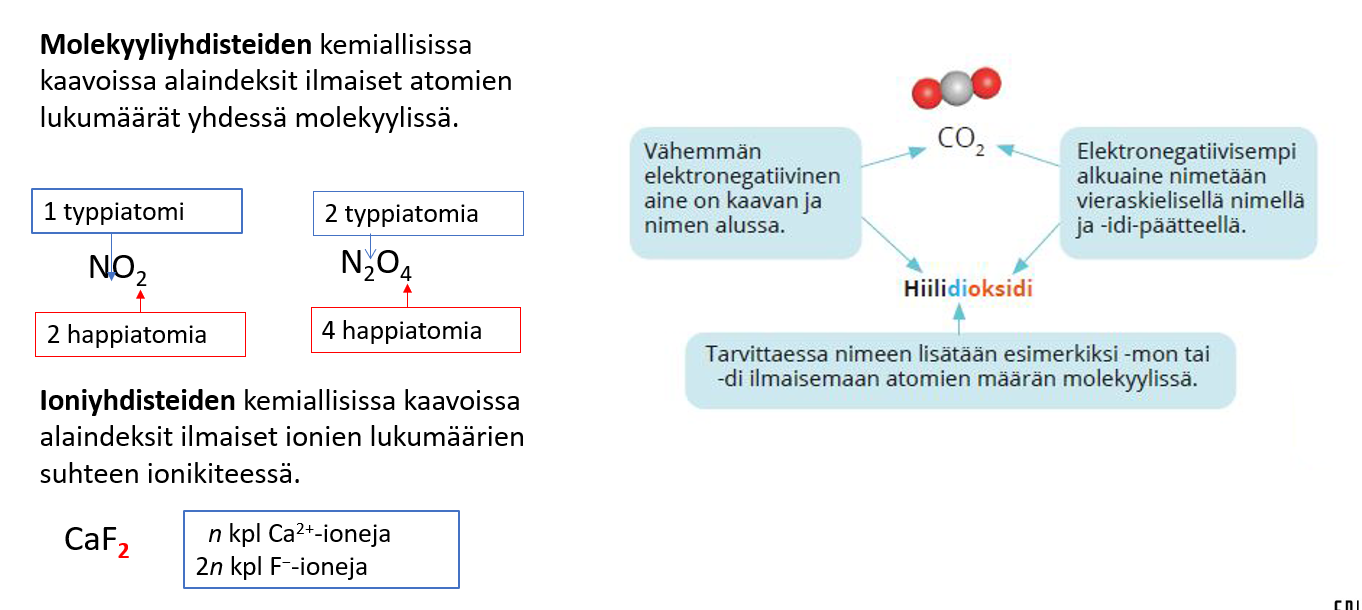 Molekyyliyhdisteiden kemiallisissa
kaavoissa alaindeksit ilmaiset atomien
lukumäärät yhdessä molekyylissä.
1 typpiatomi
2 typpiatomia
NO₂
N₂O₄
2 happiatomia
4 happiatomia
Ioniyhdisteiden kemiallisissa kaavoissa
alaindeksit ilmaiset ionien lukumäärien
suhteen ionikiteessä.
CaF₂
n kpl Ca²⁺-ioneja
2n kpl F⁻-ioneja
CO₂
Vähemmän
elektronegatiivinen
aine on kaavan ja
nimen alussa.
Elektronegatiivisempi
alkuaine nimetään
vieraskielisellä nimellä
ja -idi-päätteellä.
Hiilidioksidi
Tarvittaessa nimeen lisätään esimerkiksi -mon tai
-di ilmaisemaan atomien määrän molekyylissä.